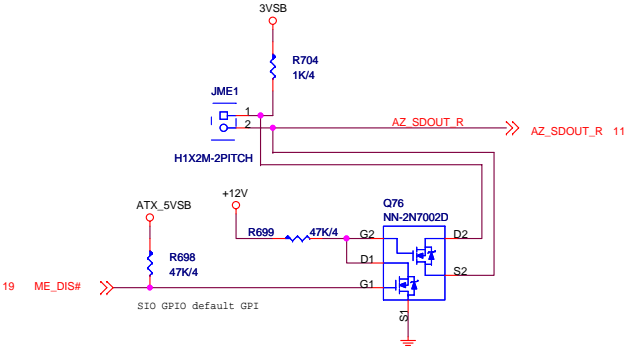 3VSB
R704
1K/4
JME1
1
2
AZ_SDOUT_R
AZ_SDOUT_R 11
H1X2M-2PITCH
+12V
ATX_5VSB
Q76
NN-2N7002D
R699 47K/4
G2
D2
D1
R698
47K/4
S2
19 ME_DIS#
G1
SIO GPIO default GPI
S1